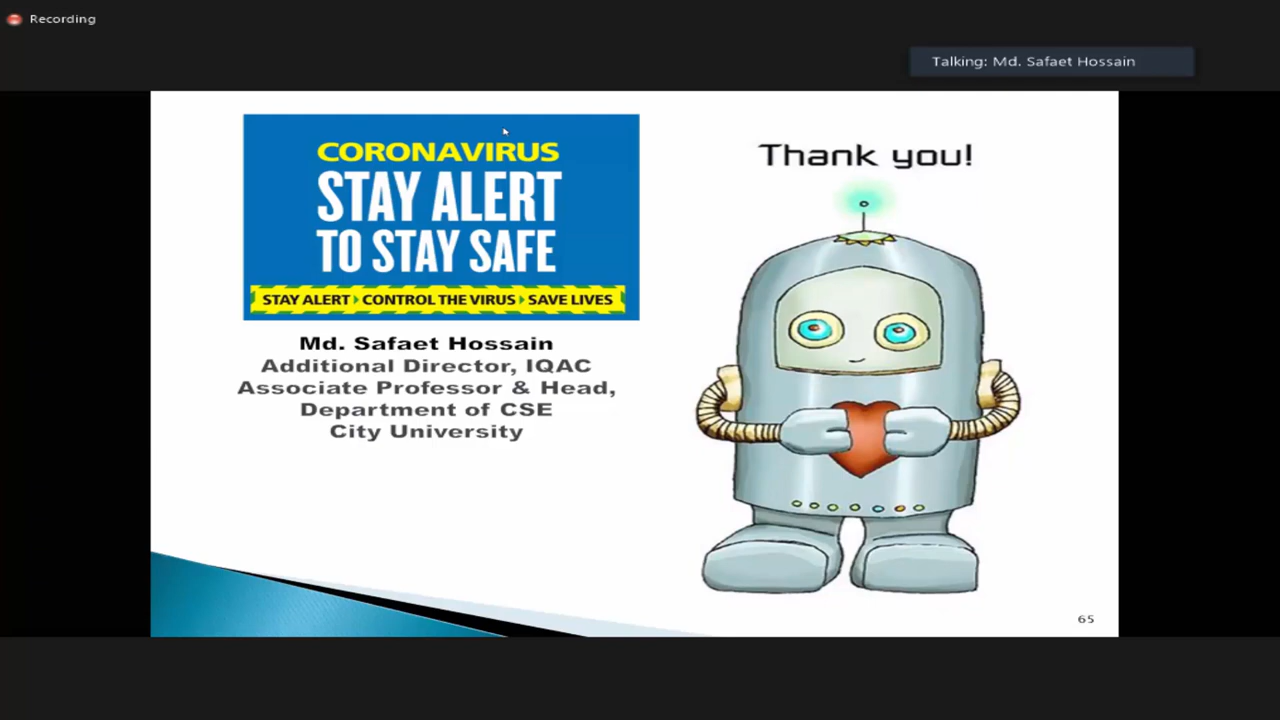 Recording
Talking: Md. Safaet Hossain
CORONAVIRUS
STAY ALERT
TO STAY SAFE
STAY ALERT › CONTROL THE VIRUS › SAVE LIVES
Md. Safaet Hossain
Additional Director, IQAC
Associate Professor & Head,
Department of CSE
City University
Thank you!
65